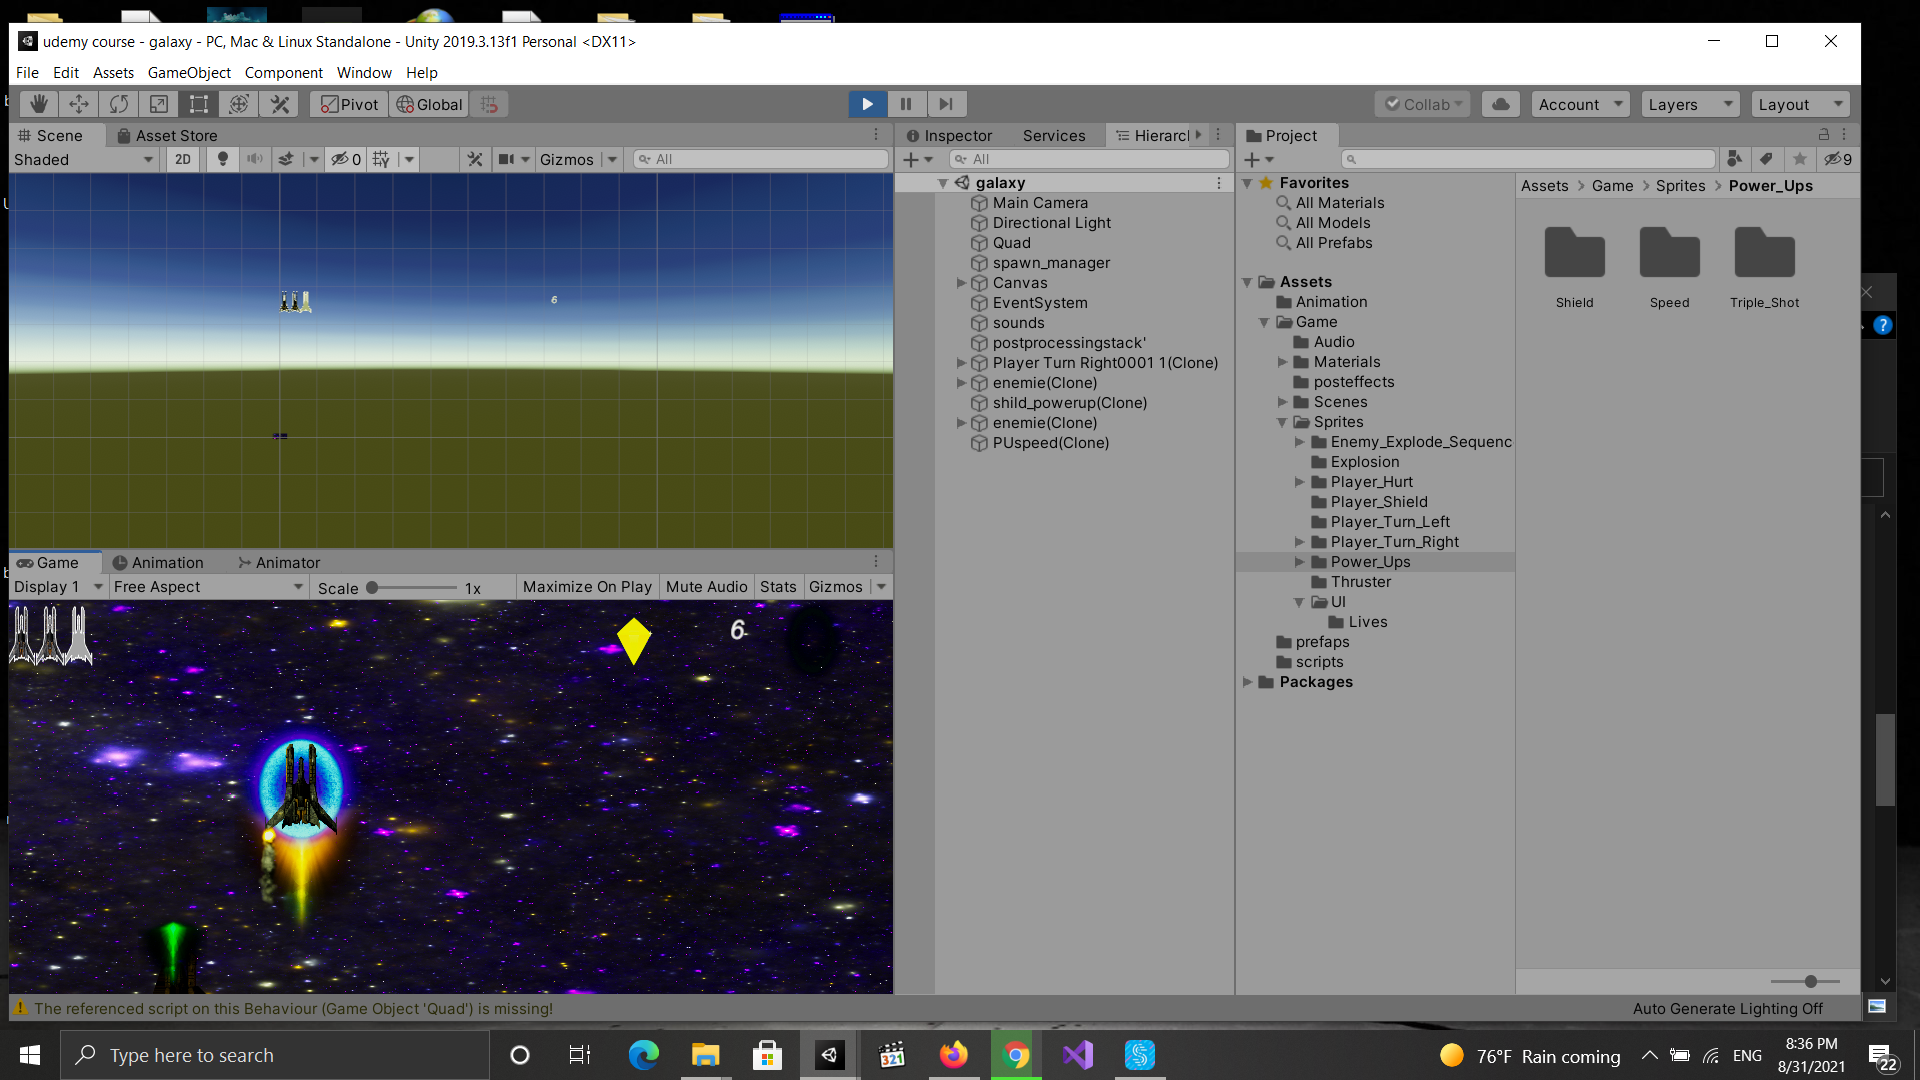 udemy course - galaxy - PC, Mac & Linux Standalone - Unity 2019.3.13f1 Personal <DX11>
File Edit Assets GameObject Component Window Help
Pivot Global Collab Account Layers Layout
Scene Asset Store
Shaded 2D 0 Gizmos All
6
Game Animation Animator
Display 1 Free Aspect Scale 1x Maximize On Play Mute Audio Stats Gizmos
6
Inspector Services Hierarc
All
galaxy
Main Camera
Directional Light
Quad
spawn_manager
Canvas
EventSystem
sounds
postprocessingstack'
Player Turn Right0001 1(Clone)
enemie(Clone)
shild_powerup(Clone)
enemie(Clone)
PUspeed(Clone)
Project
9
Favorites
All Materials
All Models
All Prefabs
Assets
Animation
Game
Audio
Materials
posteffects
Scenes
Sprites
Enemy_Explode_Sequenc
Explosion
Player_Hurt
Player_Shield
Player_Turn_Left
Player_Turn_Right
Power_Ups
Thruster
UI
Lives
prefaps
scripts
Packages
Assets > Game > Sprites > Power_Ups
Shield Speed Triple_Shot
The referenced script on this Behaviour (Game Object 'Quad') is missing!
Auto Generate Lighting Off
Type here to search
321
76°F Rain coming
ENG
8:36 PM
8/31/2021
22